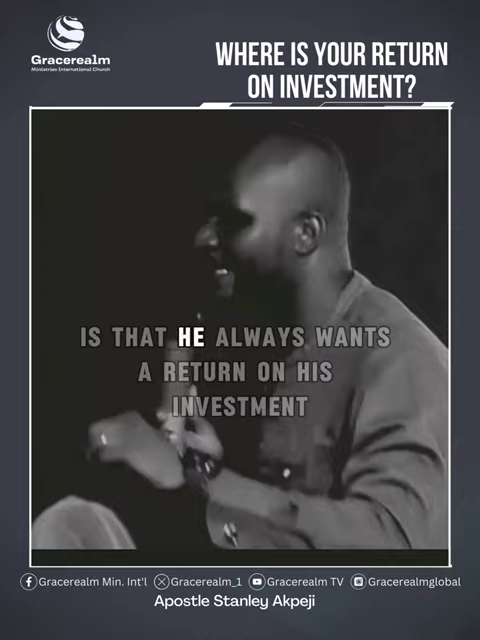 Gracerealm
Ministries International Church
WHERE IS YOUR RETURN
ON INVESTMENT?
IS THAT HE ALWAYS WANTS
A RETURN ON HIS
INVESTMENT
Gracerealm Min. Int'l Gracerealm_1 Gracerealm TV Gracerealmglobal
Apostle Stanley Akpeji